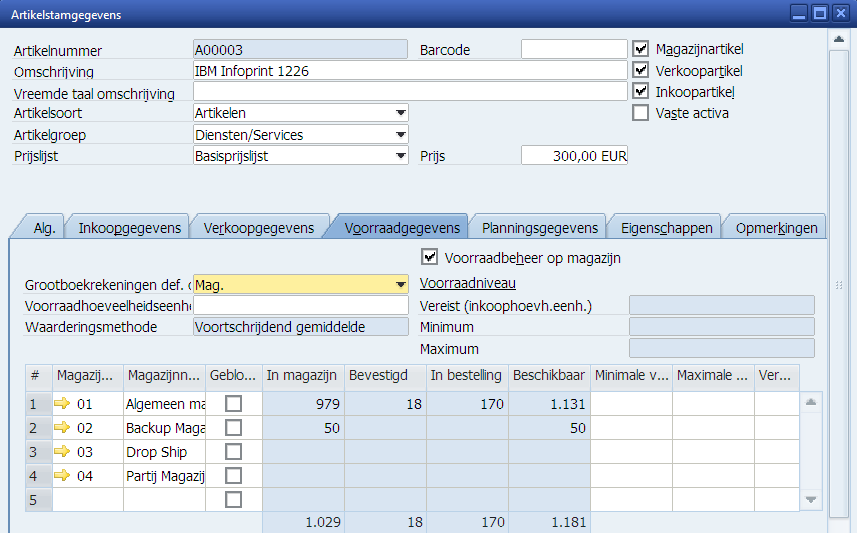 Artikelstamgegevens
Artikelnummer A00003 Barcode Magazijnartikel
Omschrijving IBM Infoprint 1226 Verkoopartikel
Vreemde taal omschrijving Inkoopartikel
Artikelsoort Artikelen Vaste activa
Artikelgroep Diensten/Services
Prijslijst Basisprijslijst Prijs 300,00 EUR
Alg. Inkoopgegevens Verkoopgegevens Voorraadgegevens Planningsgegevens Eigenschappen Opmerkingen
Voorraadbeheer op magazijn
Grootboekrekeningen def. d Mag. Voorraadniveau
Voorraadhoeveelheidseenh Vereist (inkoophoevh.eenh.)
Waarderingsmethode Voortschrijdend gemiddelde Minimum
Maximum
# Magazij... Magazijnn... Geblo... In magazijn Bevestigd In bestelling Beschikbaar Minimale v... Maximale ... Ver...
1 01 Algemeen ma 979 18 170 1.131
2 02 Backup Maga 50 50
3 03 Drop Ship
4 04 Partij Magazij
5
1.029 18 170 1.181